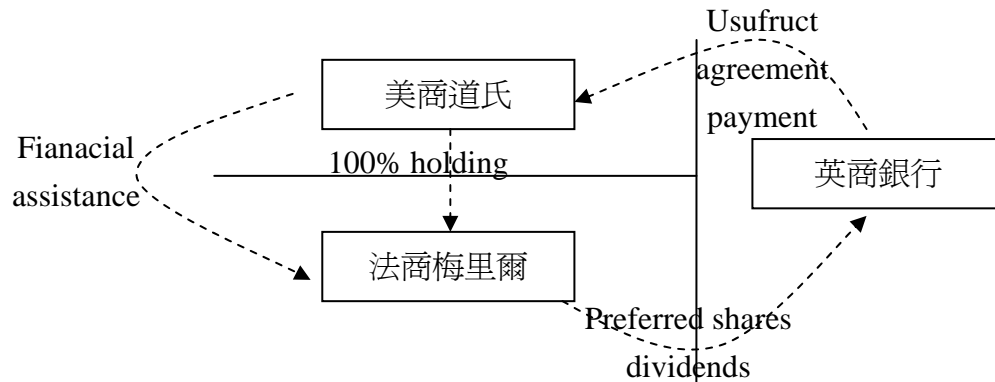 Usufruct
agreement
payment
美商道氏
Fianacial
assistance
100% holding
英商銀行
法商梅里爾
Preferred shares
dividends